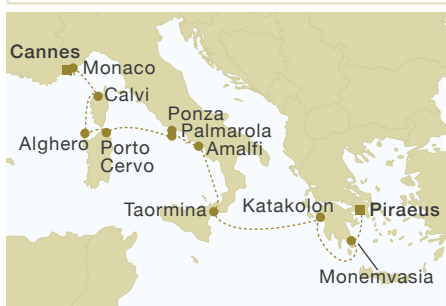 Cannes
Monaco
Calvi
Ponza
Palmarola
Alghero
Porto
Cervo
Amalfi
Taormina
Katakolon
Piraeus
Monemvasia